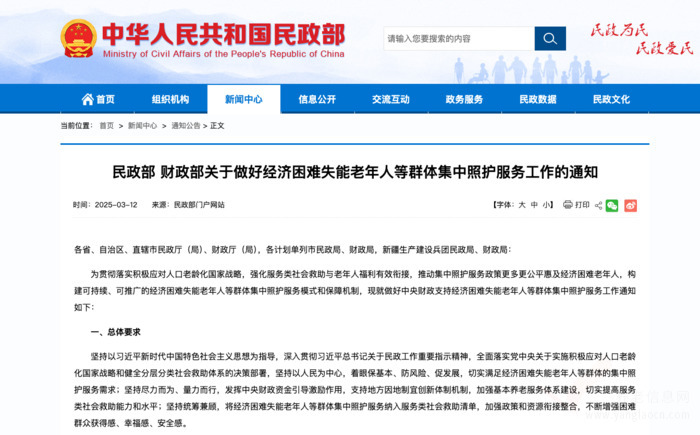 中华人民共和国民政部
Ministry of Civil Affairs of the People's Republic of China
请输入您要搜索的内容
民政为民
民政爱民
首页 组织机构 新闻中心 信息公开 交流互动 政务服务 民政数据 民政文化
当前位置： 首页 > 新闻中心 > 通知公告 > 正文
民政部 财政部关于做好经济困难失能老年人等群体集中照护服务工作的通知
时间：2025-03-12 来源：民政部门户网站 【字体：大 中 小】 打印
各省、自治区、直辖市民政厅（局）、财政厅（局），各计划单列市民政局、财政局，新疆生产建设兵团民政局、财政局：
为贯彻落实积极应对人口老龄化国家战略，强化服务类社会救助与老年人福利有效衔接，推动集中照护服务政策更多更公平惠及经济困难老年人，构
建可持续、可推广的经济困难失能老年人等群体集中照护服务模式和保障机制，现就做好中央财政支持经济困难失能老年人等群体集中照护服务工作通知
如下：
一、总体要求
坚持以习近平新时代中国特色社会主义思想为指导，深入贯彻习近平总书记关于民政工作重要指示精神，全面落实党中央关于实施积极应对人口老龄
化国家战略和健全分层分类社会救助体系的决策部署，坚持以人民为中心，着眼保基本、防风险、促发展，切实满足经济困难失能老年人等群体的集中照
护服务需求；坚持尽力而为、量力而行，发挥中央财政资金引导激励作用，支持地方因地制宜创新体制机制，加强基本养老服务体系建设，切实提高服务
类社会救助能力和水平；坚持统筹兼顾，将经济困难失能老年人等群体集中照护服务纳入服务类社会救助清单，加强政策和资源衔接整合，不断增强困难
群众获得感、幸福感、安全感。